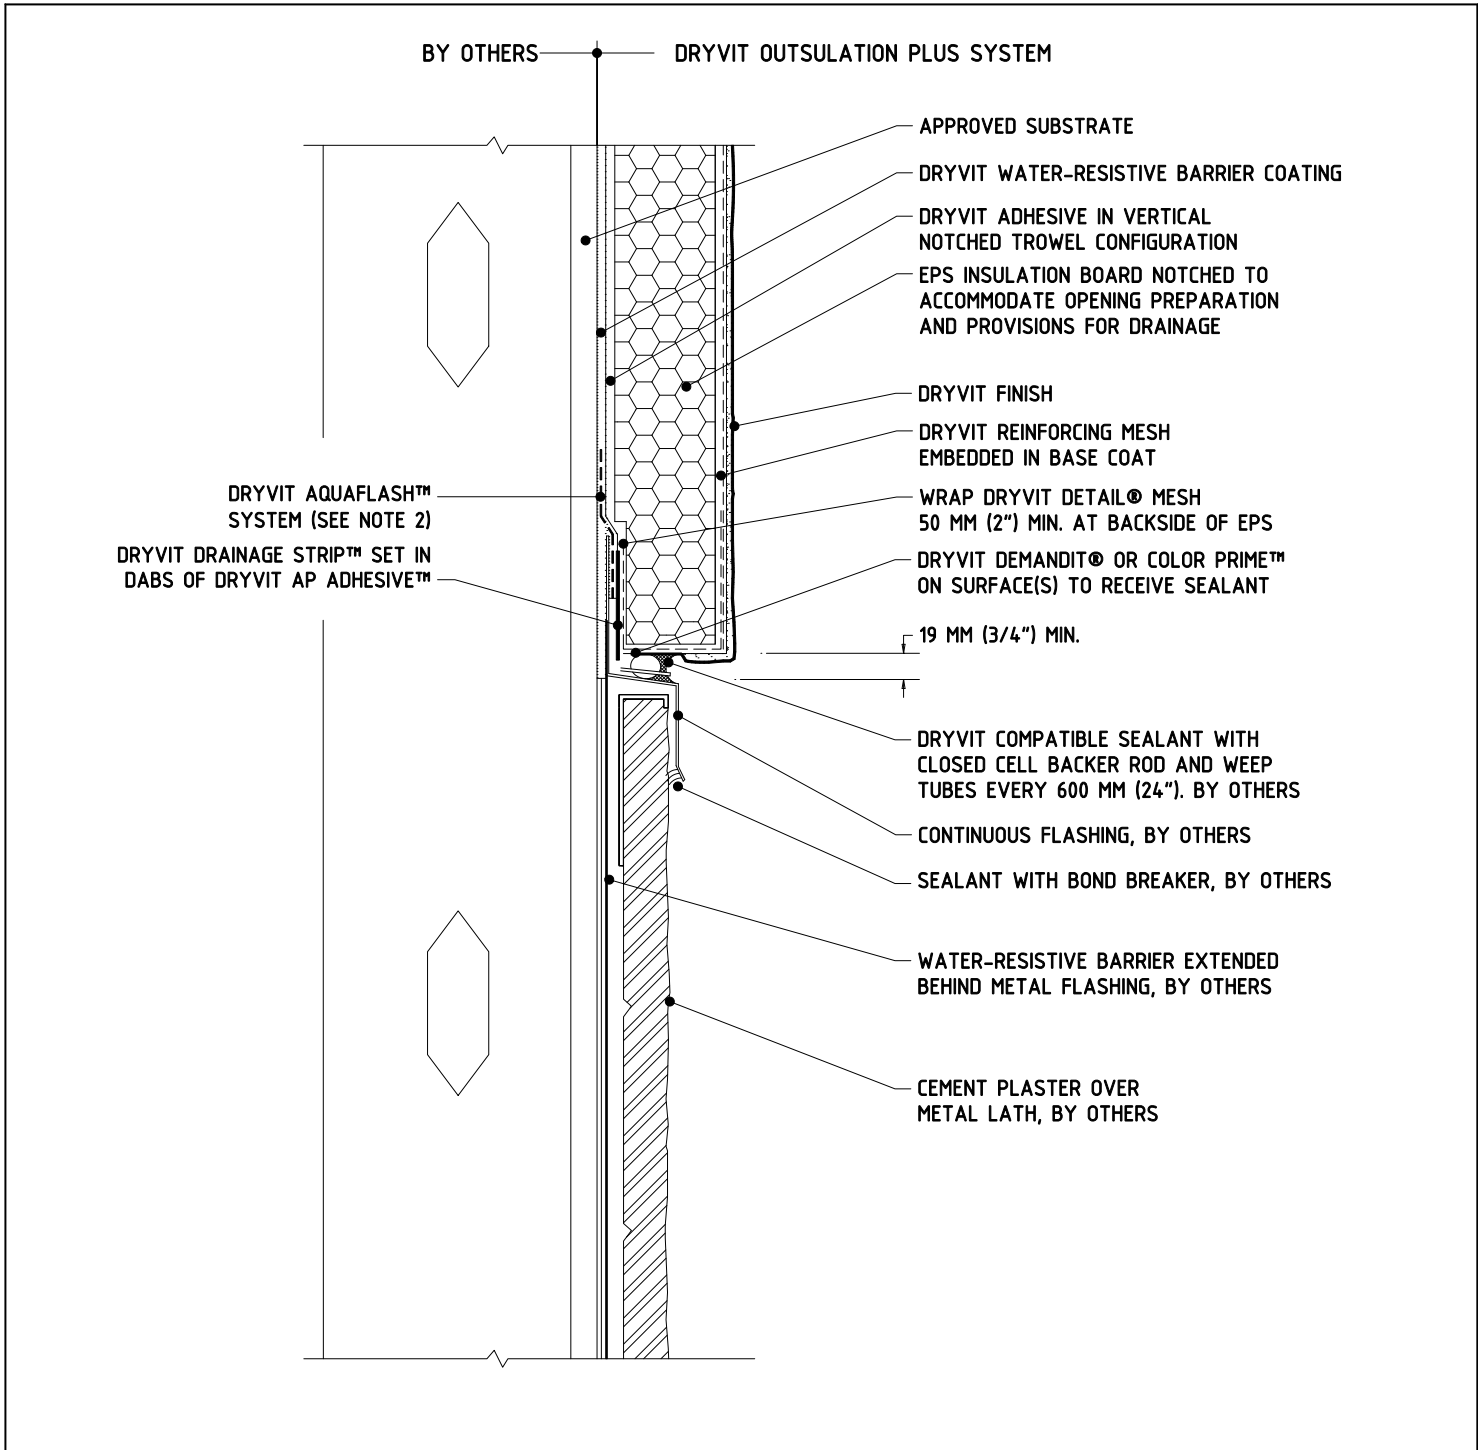 BY OTHERS
DRYVIT OUTSULATION PLUS SYSTEM
APPROVED SUBSTRATE
DRYVIT WATER-RESISTIVE BARRIER COATING
DRYVIT ADHESIVE IN VERTICAL
NOTCHED TROWEL CONFIGURATION
EPS INSULATION BOARD NOTCHED TO
ACCOMMODATE OPENING PREPARATION
AND PROVISIONS FOR DRAINAGE
DRYVIT FINISH
DRYVIT REINFORCING MESH
EMBEDDED IN BASE COAT
DRYVIT AQUAFLASH™
SYSTEM (SEE NOTE 2)
WRAP DRYVIT DETAIL® MESH
50 MM (2") MIN. AT BACKSIDE OF EPS
DRYVIT DRAINAGE STRIP™ SET IN
DABS OF DRYVIT AP ADHESIVE™
DRYVIT DEMANDIT® OR COLOR PRIME™
ON SURFACE(S) TO RECEIVE SEALANT
19 MM (3/4") MIN.
DRYVIT COMPATIBLE SEALANT WITH
CLOSED CELL BACKER ROD AND WEEP
TUBES EVERY 600 MM (24"). BY OTHERS
CONTINUOUS FLASHING, BY OTHERS
SEALANT WITH BOND BREAKER, BY OTHERS
WATER-RESISTIVE BARRIER EXTENDED
BEHIND METAL FLASHING, BY OTHERS
CEMENT PLASTER OVER
METAL LATH, BY OTHERS